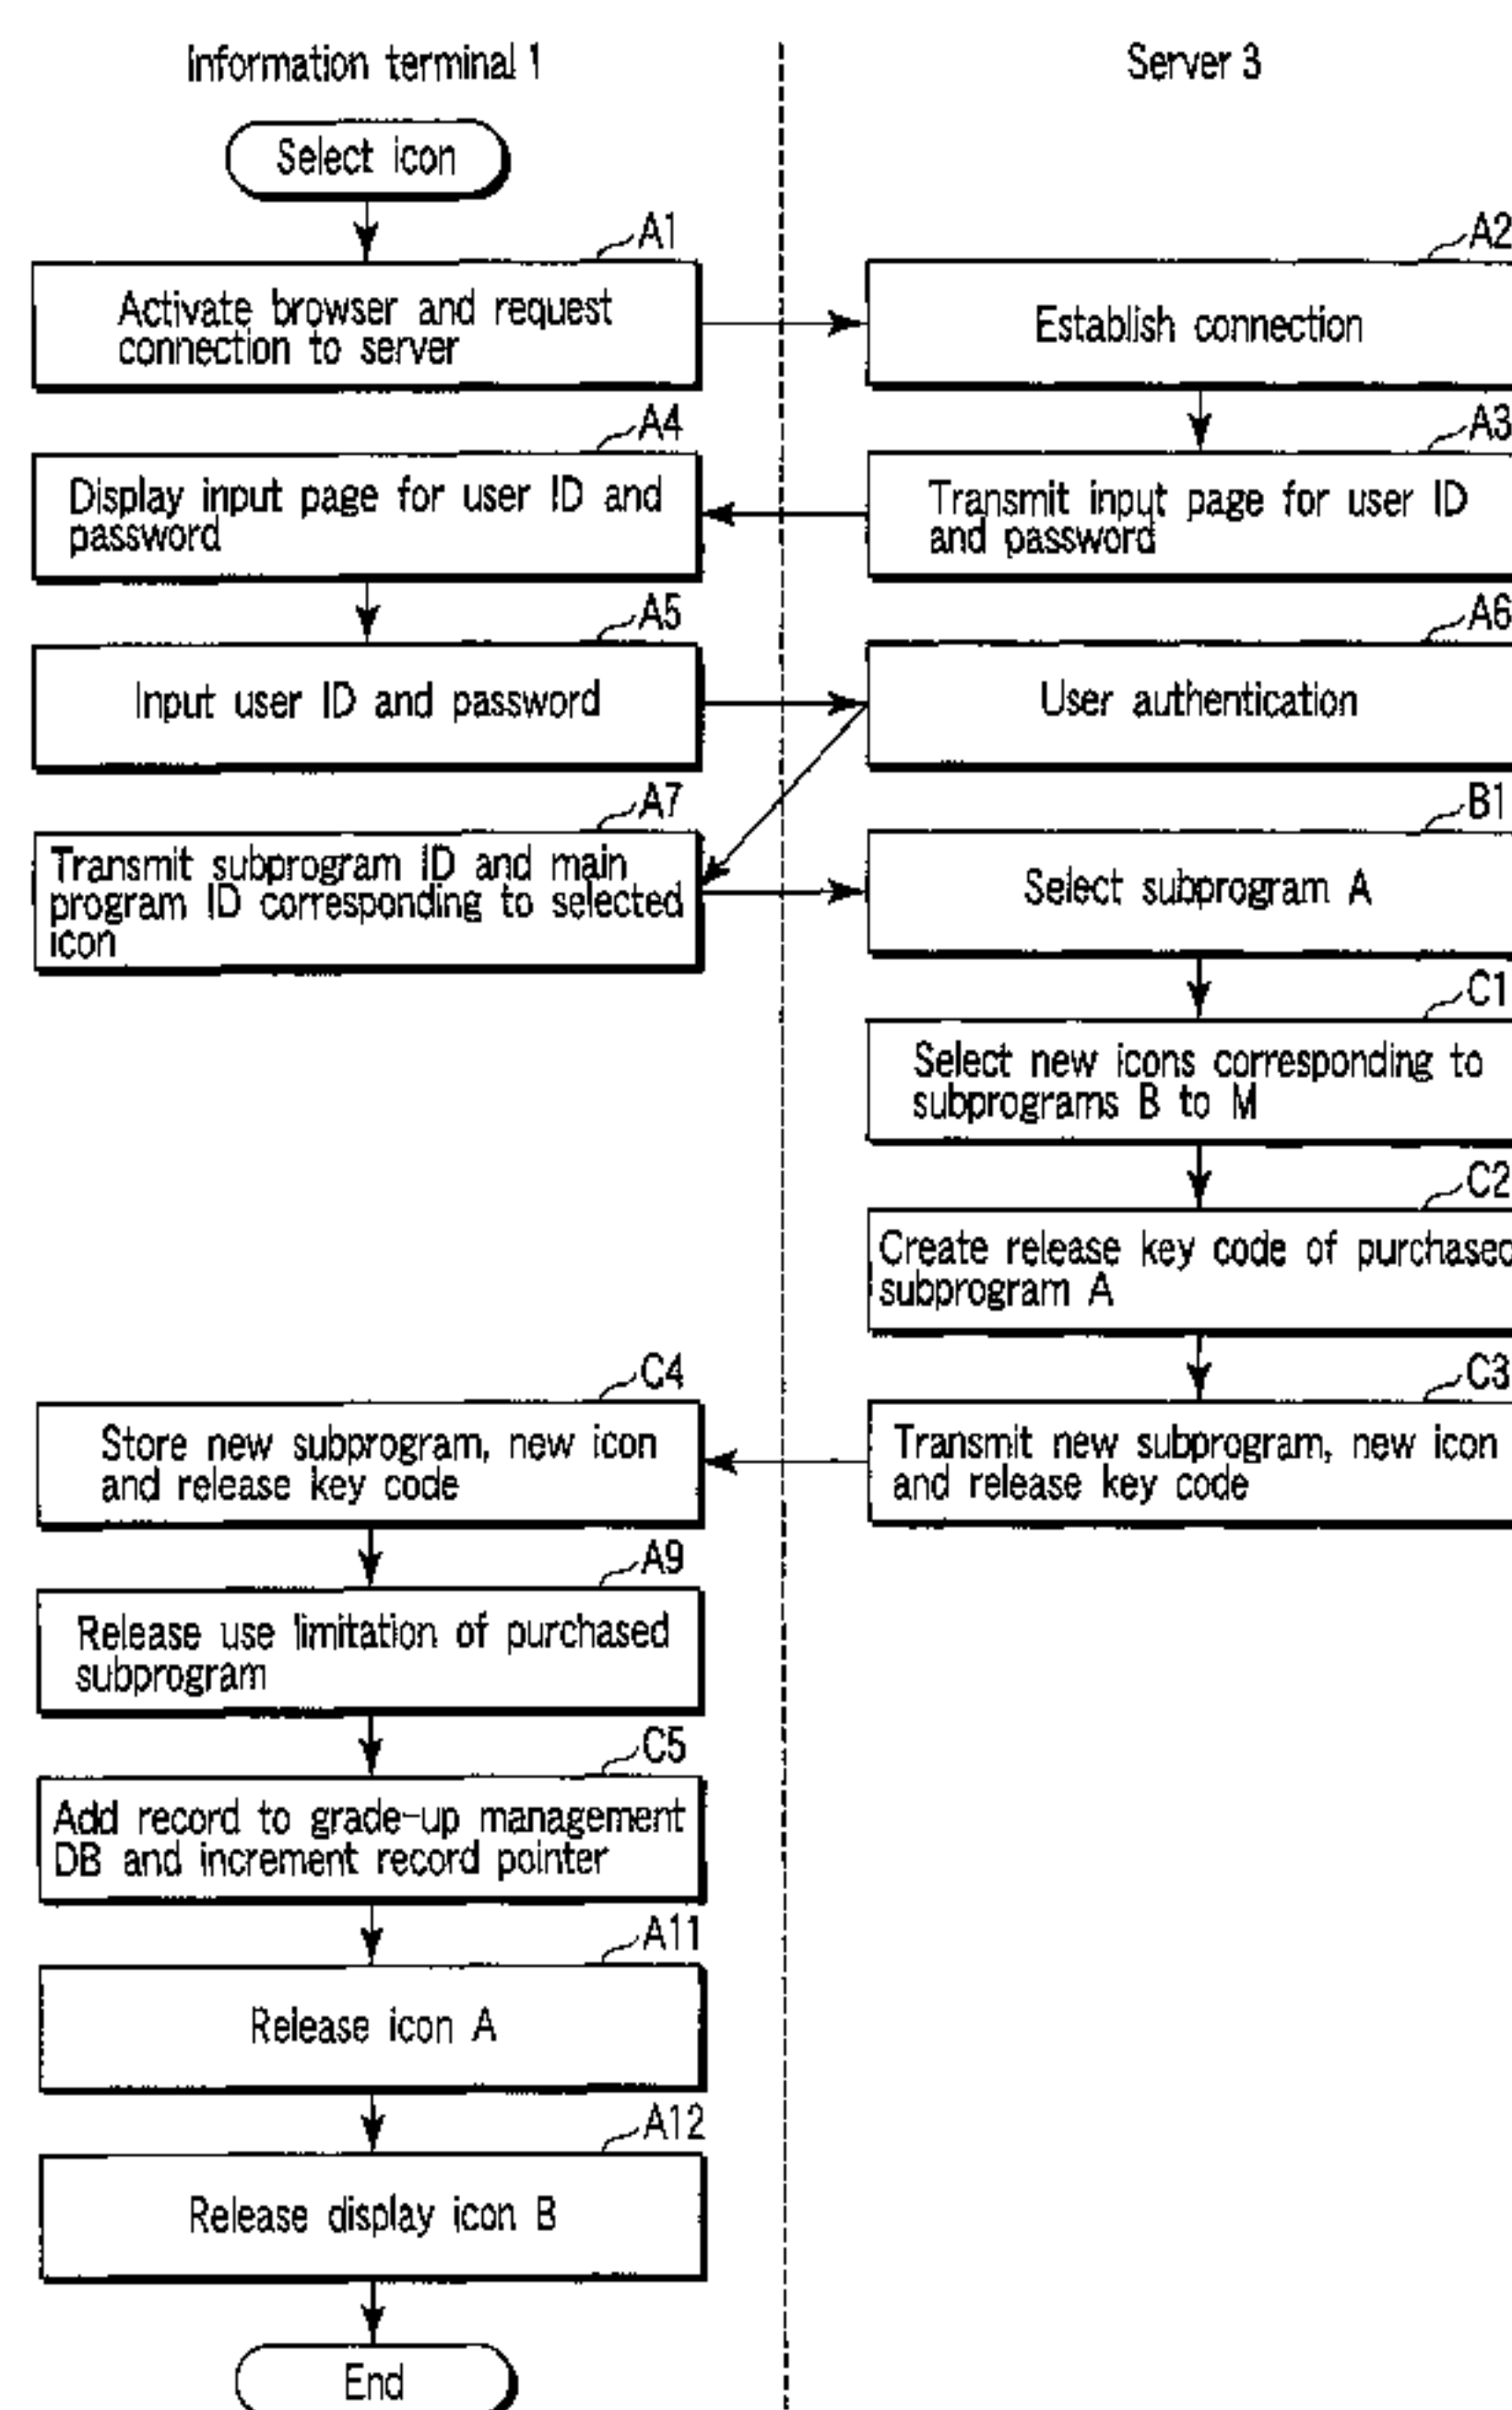 Information terminal 1
Server 3
Select icon
A1
Activate browser and request
connection to server
A2
Establish connection
A3
Transmit input page for user ID
and password
A4
Display input page for user ID and
password
A5
Input user ID and password
A6
User authentication
A7
Transmit subprogram ID and main
program ID corresponding to selected
icon
B1
Select subprogram A
C1
Select new icons corresponding to
subprograms B to M
C2
Create release key code of purchased
subprogram A
C3
Transmit new subprogram, new icon
and release key code
C4
Store new subprogram, new icon
and release key code
A9
Release use limitation of purchased
subprogram
C5
Add record to grade-up management
DB and increment record pointer
A11
Release icon A
A12
Release display icon B
End